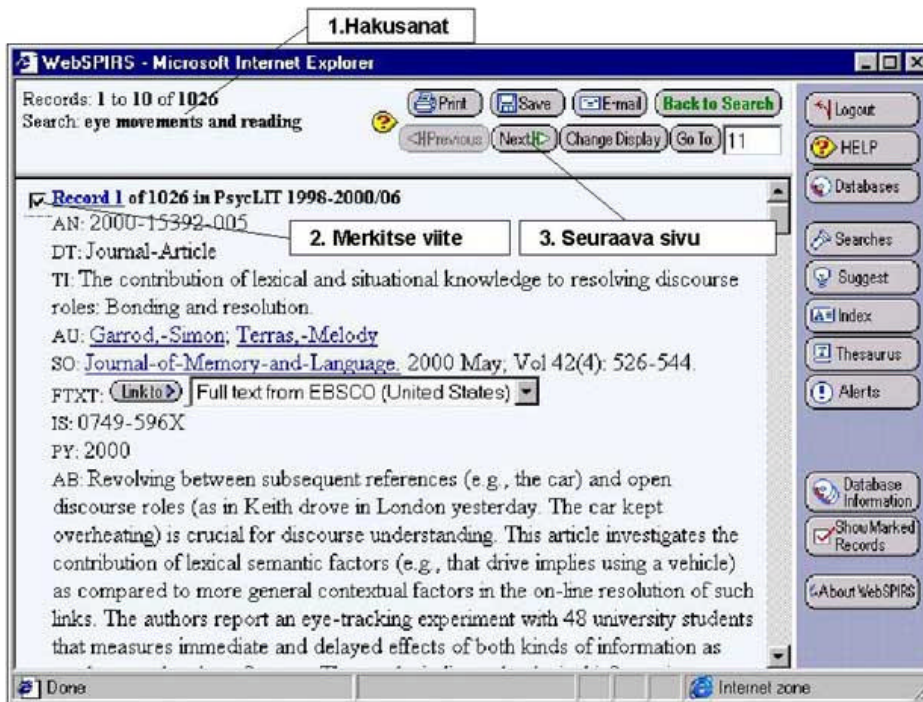 1.Hakusanat
WebSPIRS - Microsoft Internet Explorer
Records: 1 to 10 of 1026
Search: eye movements and reading
Print Save E-mail Back to Search
Previous Next Change Display Go To 11
Logout
HELP
Databases
Searches
Suggest
Index
Thesaurus
Alerts
Database Information
Show Marked Records
About WebSPIRS
Record 1 of 1026 in PsycLIT 1998-2000/06
AN: 2000-15392-005
2. Merkitse viite
3. Seuraava sivu
DT: Journal-Article
TI: The contribution of lexical and situational knowledge to resolving discourse
roles: Bonding and resolution.
AU: Garrod,-Simon; Terras,-Melody
SO: Journal-of-Memory-and-Language. 2000 May; Vol 42(4): 526-544.
FTXT: Link to Full text from EBSCO (United States)
IS: 0749-596X
PY: 2000
AB: Revolving between subsequent references (e.g., the car) and open
discourse roles (as in Keith drove in London yesterday. The car kept
overheating) is crucial for discourse understanding. This article investigates the
contribution of lexical semantic factors (e.g., that drive implies using a vehicle)
as compared to more general contextual factors in the on-line resolution of such
links. The authors report an eye-tracking experiment with 48 university students
that measures immediate and delayed effects of both kinds of information as
Done
Internet zone